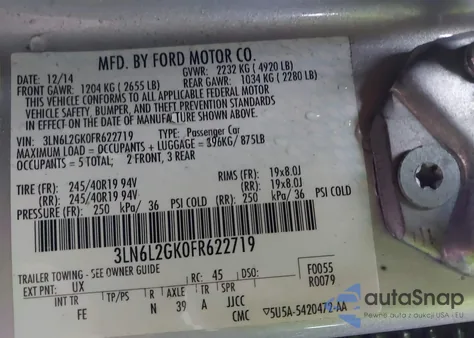 MFD. BY FORD MOTOR CO.
DATE: 12/14 GVWR: 2232 KG (4920 LB)
FRONT GAWR: 1204 KG (2655 LB) REAR GAWR: 1034 KG (2280 LB)
THIS VEHICLE CONFORMS TO ALL APPLICABLE FEDERAL MOTOR
VEHICLE SAFETY, BUMPER, AND THEFT PREVENTION STANDARDS
IN EFFECT ON THE DATE OF MANUFACTURE SHOWN ABOVE.
VIN: 3LN6L2GK0FR622719 TYPE: Passenger Car
MAXIMUM LOAD = OCCUPANTS + LUGGAGE = 396KG/ 875LB
OCCUPANTS = 5 TOTAL; 2 FRONT, 3 REAR
TIRE (FR): 245/40R19 94V RIMS (FR): 19x8.0J
(RR): 245/40R19 94V (RR): 19x8.0J
PRESSURE (FR): 250 kPa/ 36 PSI COLD (RR): 250 kPa/ 36 PSI COLD
3LN6L2GK0FR622719
TRAILER TOWING - SEE OWNER GUIDE
F0055
R0079
EXT PNT: UX RC: 45 DSO:
INT TR TP/PS R AXLE TR SPR
FE N 39 A JJCC
CMC 5U5A-5420472-AA
autoSnap
Pewne auta z aukcji USA i EU